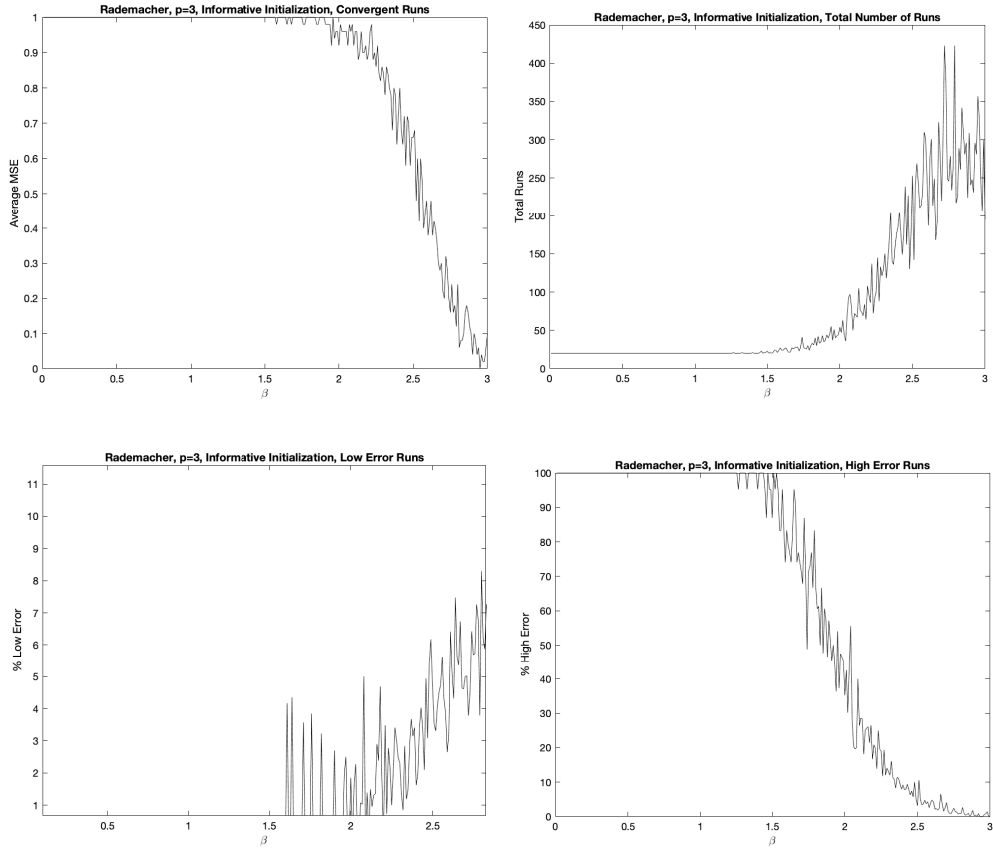 Rademacher, p=3, Informative Initialization, Convergent Runs
1
0.9
0.8
0.7
0.6
0.5
0.4
0.3
0.2
0.1
0
Average MSE
0 0.5 1 1.5 2 2.5 3
β
Rademacher, p=3, Informative Initialization, Total Number of Runs
450
400
350
300
250
200
150
100
50
0
Total Runs
0 0.5 1 1.5 2 2.5 3
β
Rademacher, p=3, Informative Initialization, Low Error Runs
11
10
9
8
7
6
5
4
3
2
1
% Low Error
0.5 1 1.5 2 2.5
β
Rademacher, p=3, Informative Initialization, High Error Runs
100
90
80
70
60
50
40
30
20
10
0
% High Error
0 0.5 1 1.5 2 2.5 3
β